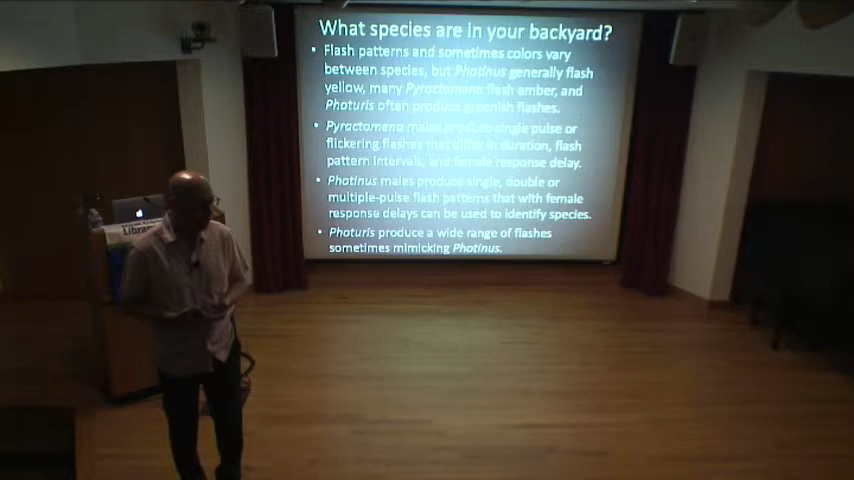 What species are in your backyard?
• Flash patterns and sometimes colors vary
between species, but Photinus generally flash
yellow, many Pyractomena flash amber, and
Photuris often produce greenish flashes.
• Pyractomena males produce single pulse or
flickering flashes that differ in duration, flash
pattern intervals, and female response delay.
• Photinus males produce single, double or
multiple-pulse flash patterns that with female
response delays can be used to identify species.
• Photuris produce a wide range of flashes
sometimes mimicking Photinus.